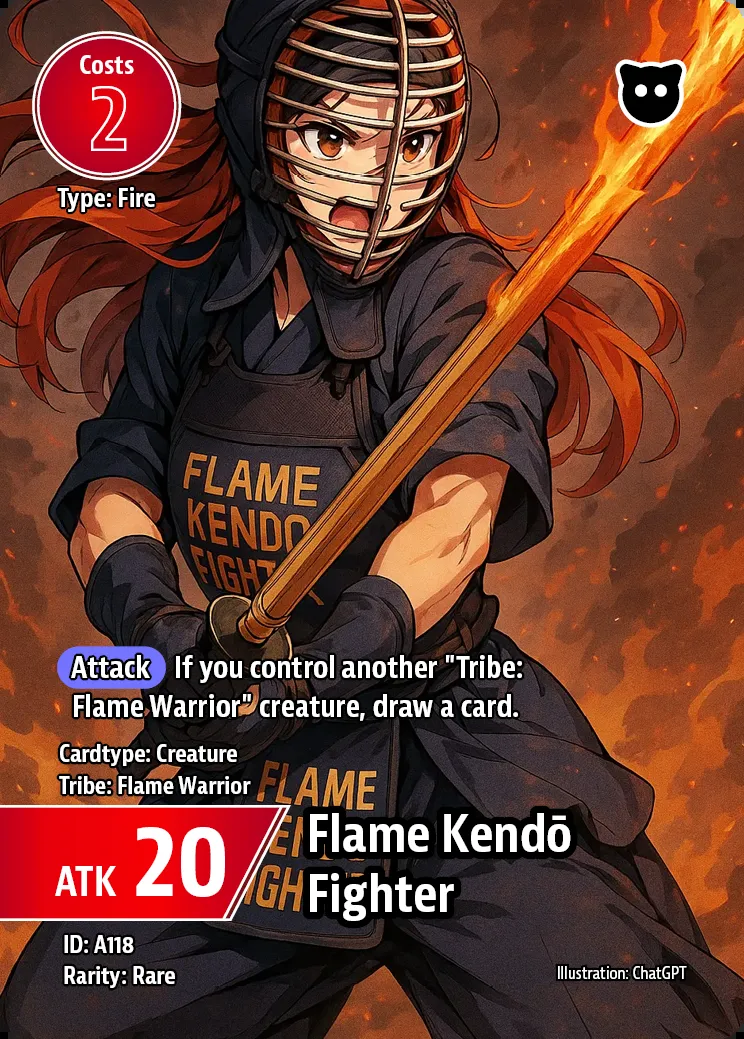 Costs
2
Type: Fire
FLAME
KENDO
Attack If you control another "Tribe:
Flame Warrior" creature, draw a card.
Cardtype: Creature
Tribe: Flame Warrior
FLAME
ATK 20
Flame Kendō
Fighter
ID: A118
Rarity: Rare
Illustration: ChatGPT